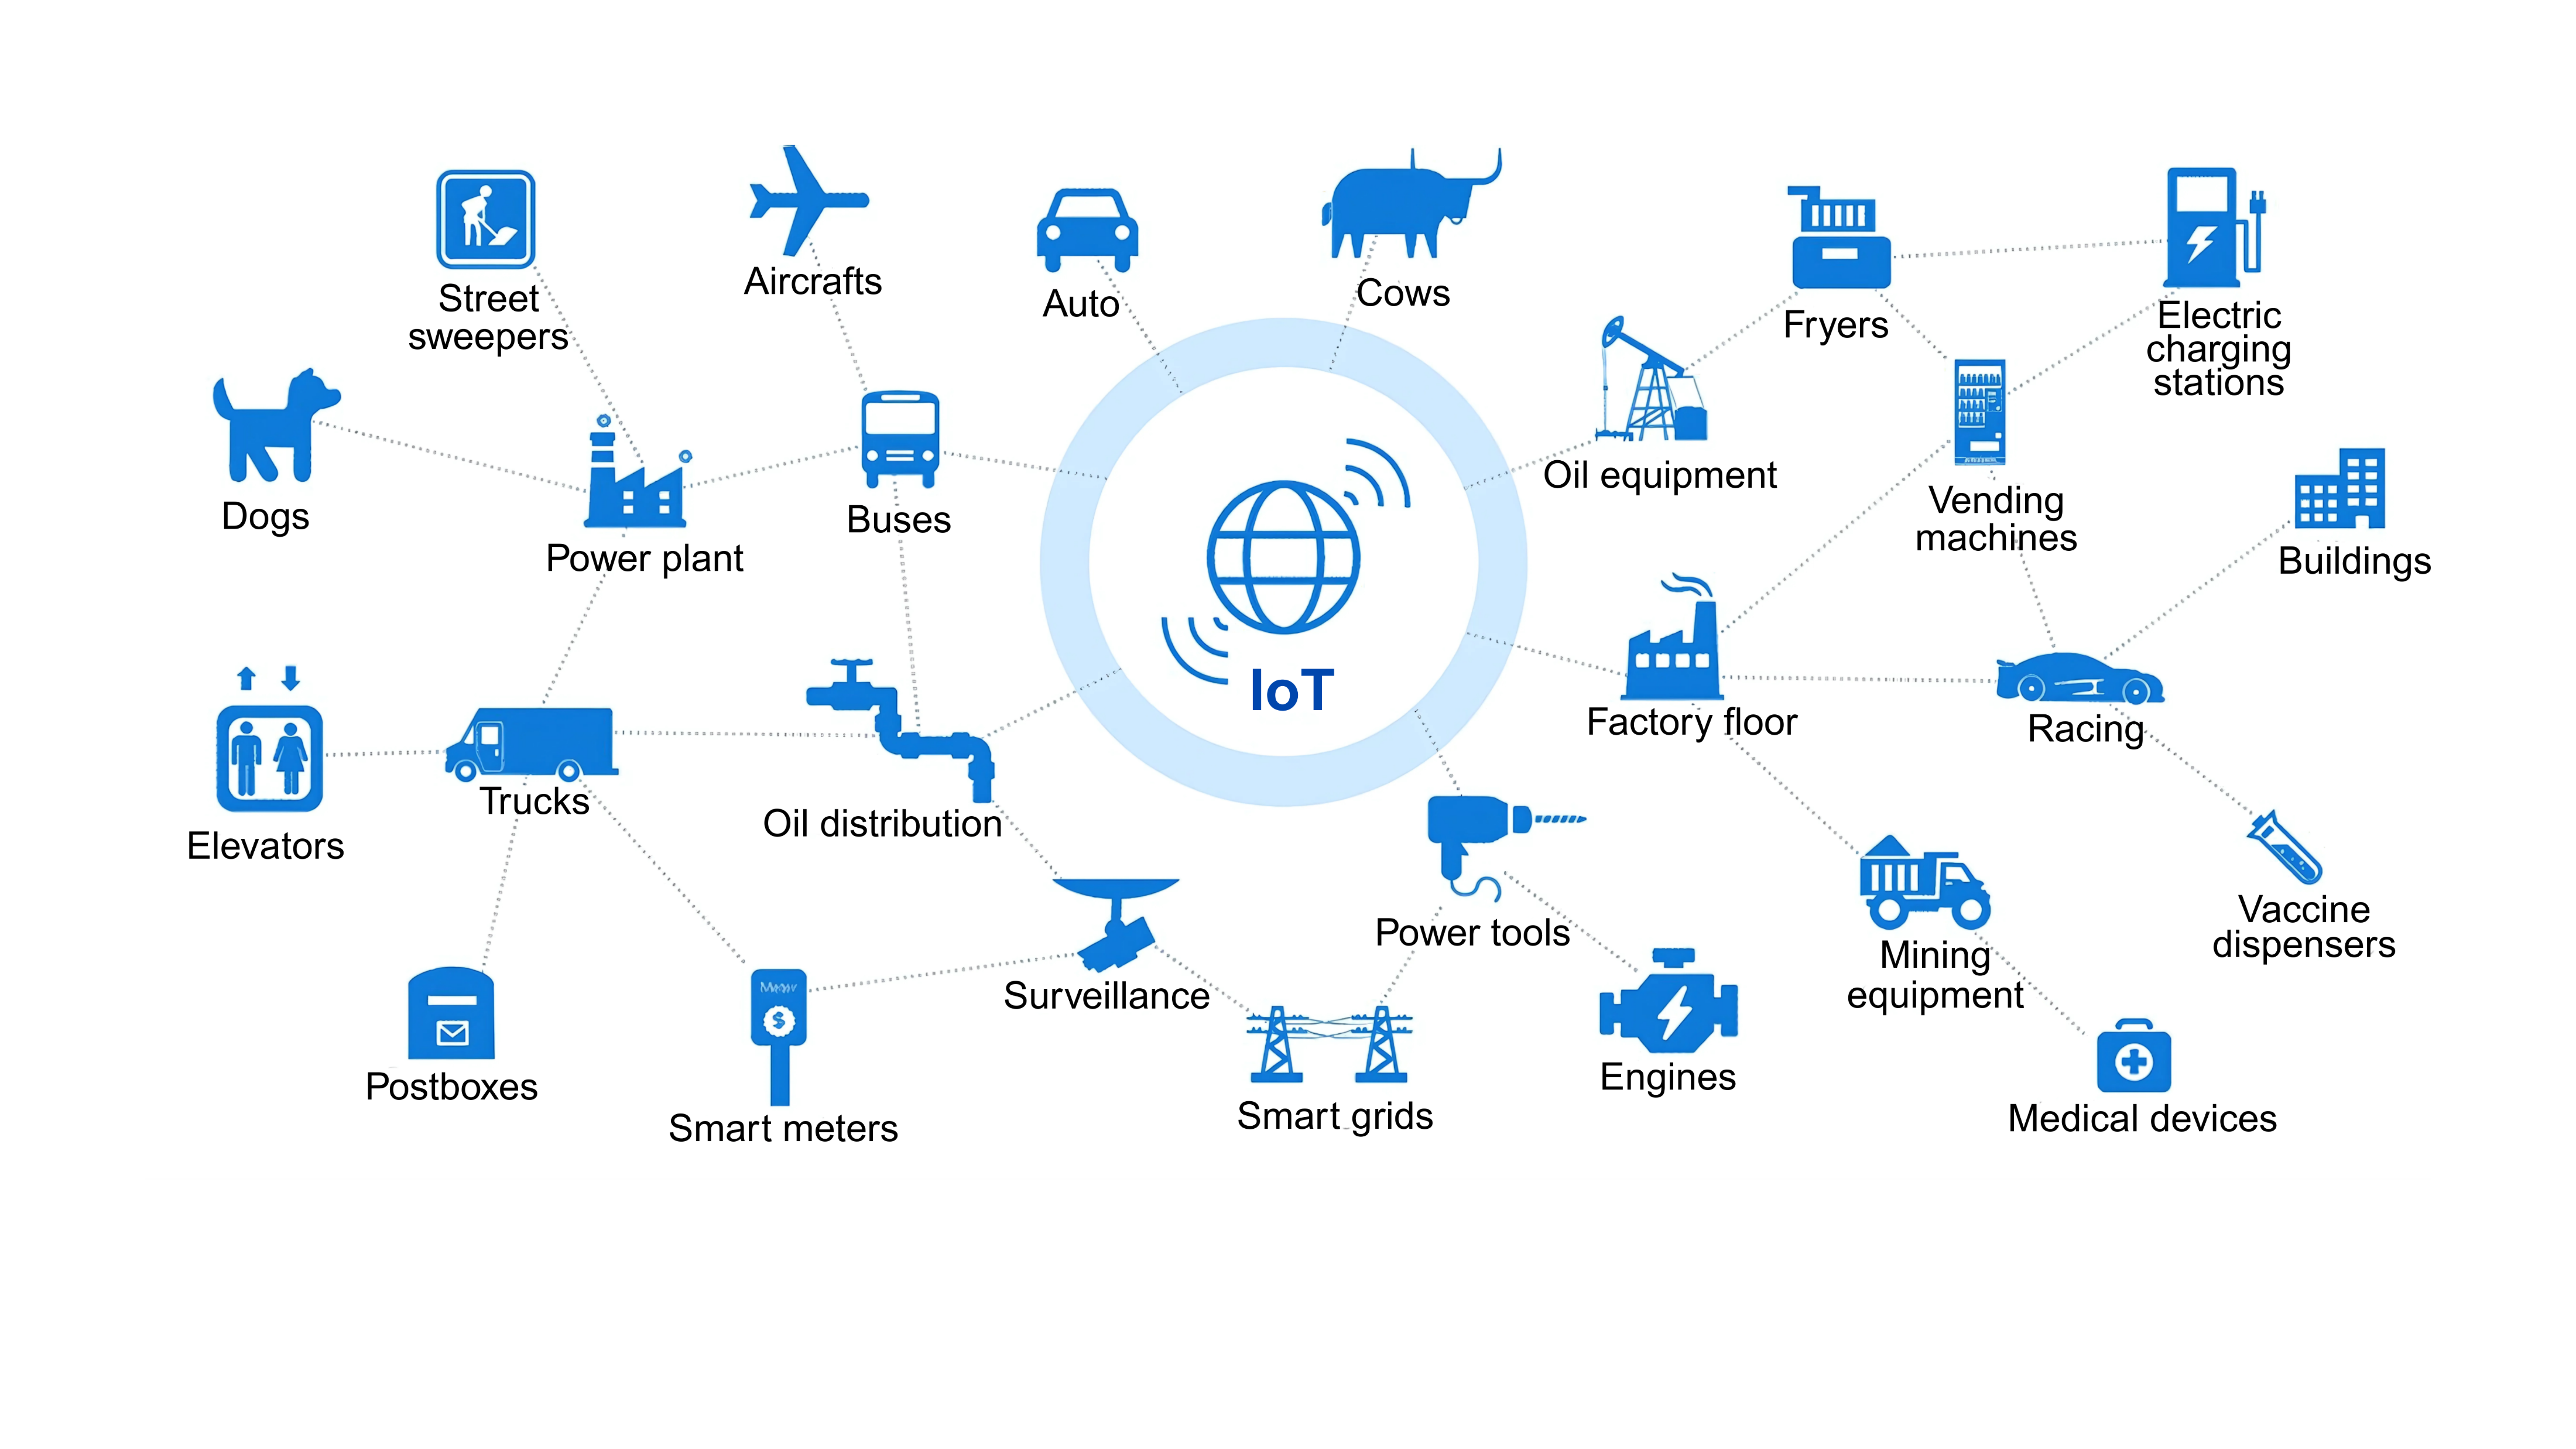 Street
sweepers
Aircrafts
Auto
Cows
Fryers
Electric
charging
stations
Dogs
Power plant
Buses
Oil equipment
Vending
machines
Buildings
IoT
Elevators
Trucks
Oil distribution
Factory floor
Racing
Power tools
Vaccine
dispensers
Postboxes
Smart meters
$
Surveillance
Smart grids
Engines
Mining
equipment
Medical devices